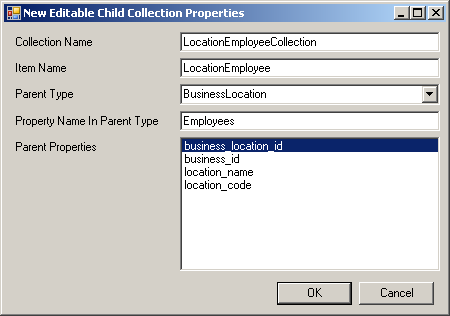 New Editable Child Collection Properties
Collection Name LocationEmployeeCollection
Item Name LocationEmployee
Parent Type BusinessLocation
Property Name In Parent Type Employees
Parent Properties business_location_id
business_id
location_name
location_code
OK Cancel